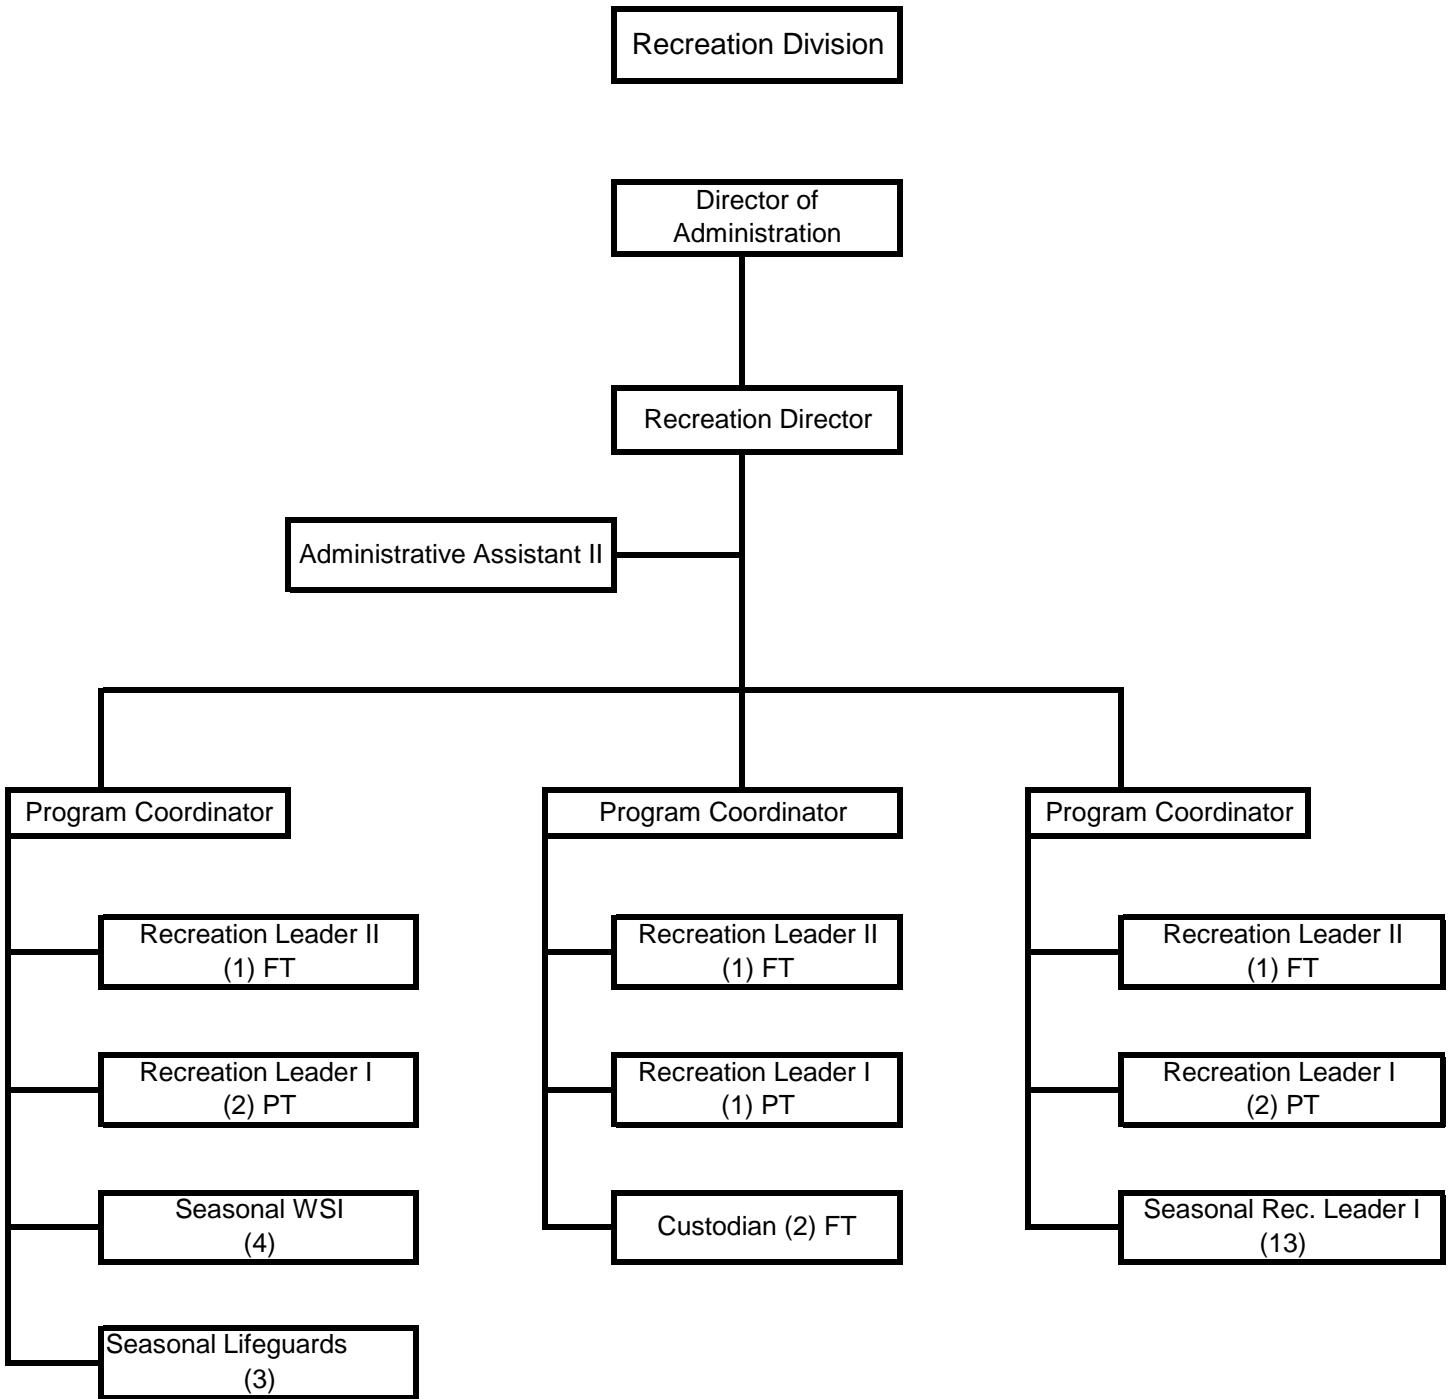 Recreation Division
Director of
Administration
Recreation Director
Administrative Assistant II
Program Coordinator
Recreation Leader II
(1) FT
Recreation Leader I
(2) PT
Seasonal WSI
(4)
Seasonal Lifeguards
(3)
Program Coordinator
Recreation Leader II
(1) FT
Recreation Leader I
(1) PT
Custodian (2) FT
Program Coordinator
Recreation Leader II
(1) FT
Recreation Leader I
(2) PT
Seasonal Rec. Leader I
(13)